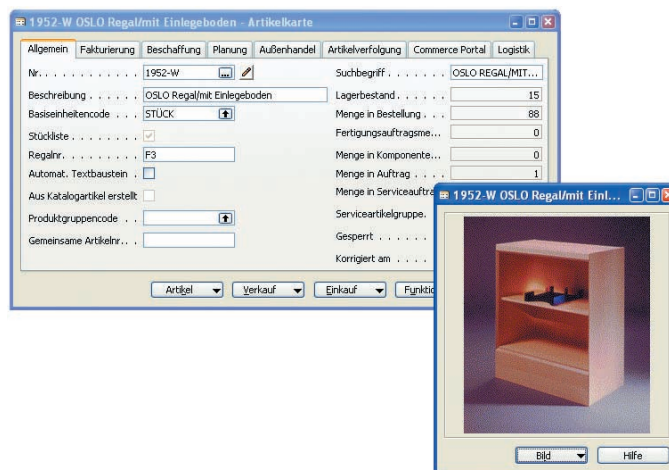 1952-W OSLO Regal/mit Einlegeboden - Artikelkarte
Allgemein Fakturierung Beschaffung Planung Außenhandel Artikelverfolgung Commerce Portal Logistik
Nr. . . . . . . . . . . . . 1952-W ...
Beschreibung . . . . . . OSLO Regal/mit Einlegeboden
Basiseinheitencode . . STÜCK
Stückliste . . . . . . . . .
Regalnr. . . . . . . . . . . F3
Automat. Textbaustein .
Aus Katalogartikel erstellt
Produktgruppencode . .
Gemeinsame Artikelnr. . .
Suchbegriff . . . . . . . OSLO REGAL/MIT...
Lagerbestand . . . . . . 15
Menge in Bestellung . . . 88
Fertigungsauftragsme... 0
Menge in Komponente... 0
Menge in Auftrag . . . . 1
Menge in Serviceauftra
Serviceartikelgruppe.
Gesperrt . . . . . .
Korrigiert am . . . .
Artikel Verkauf Einkauf Funktio
1952-W OSLO Regal/mit Einl...
Bild Hilfe